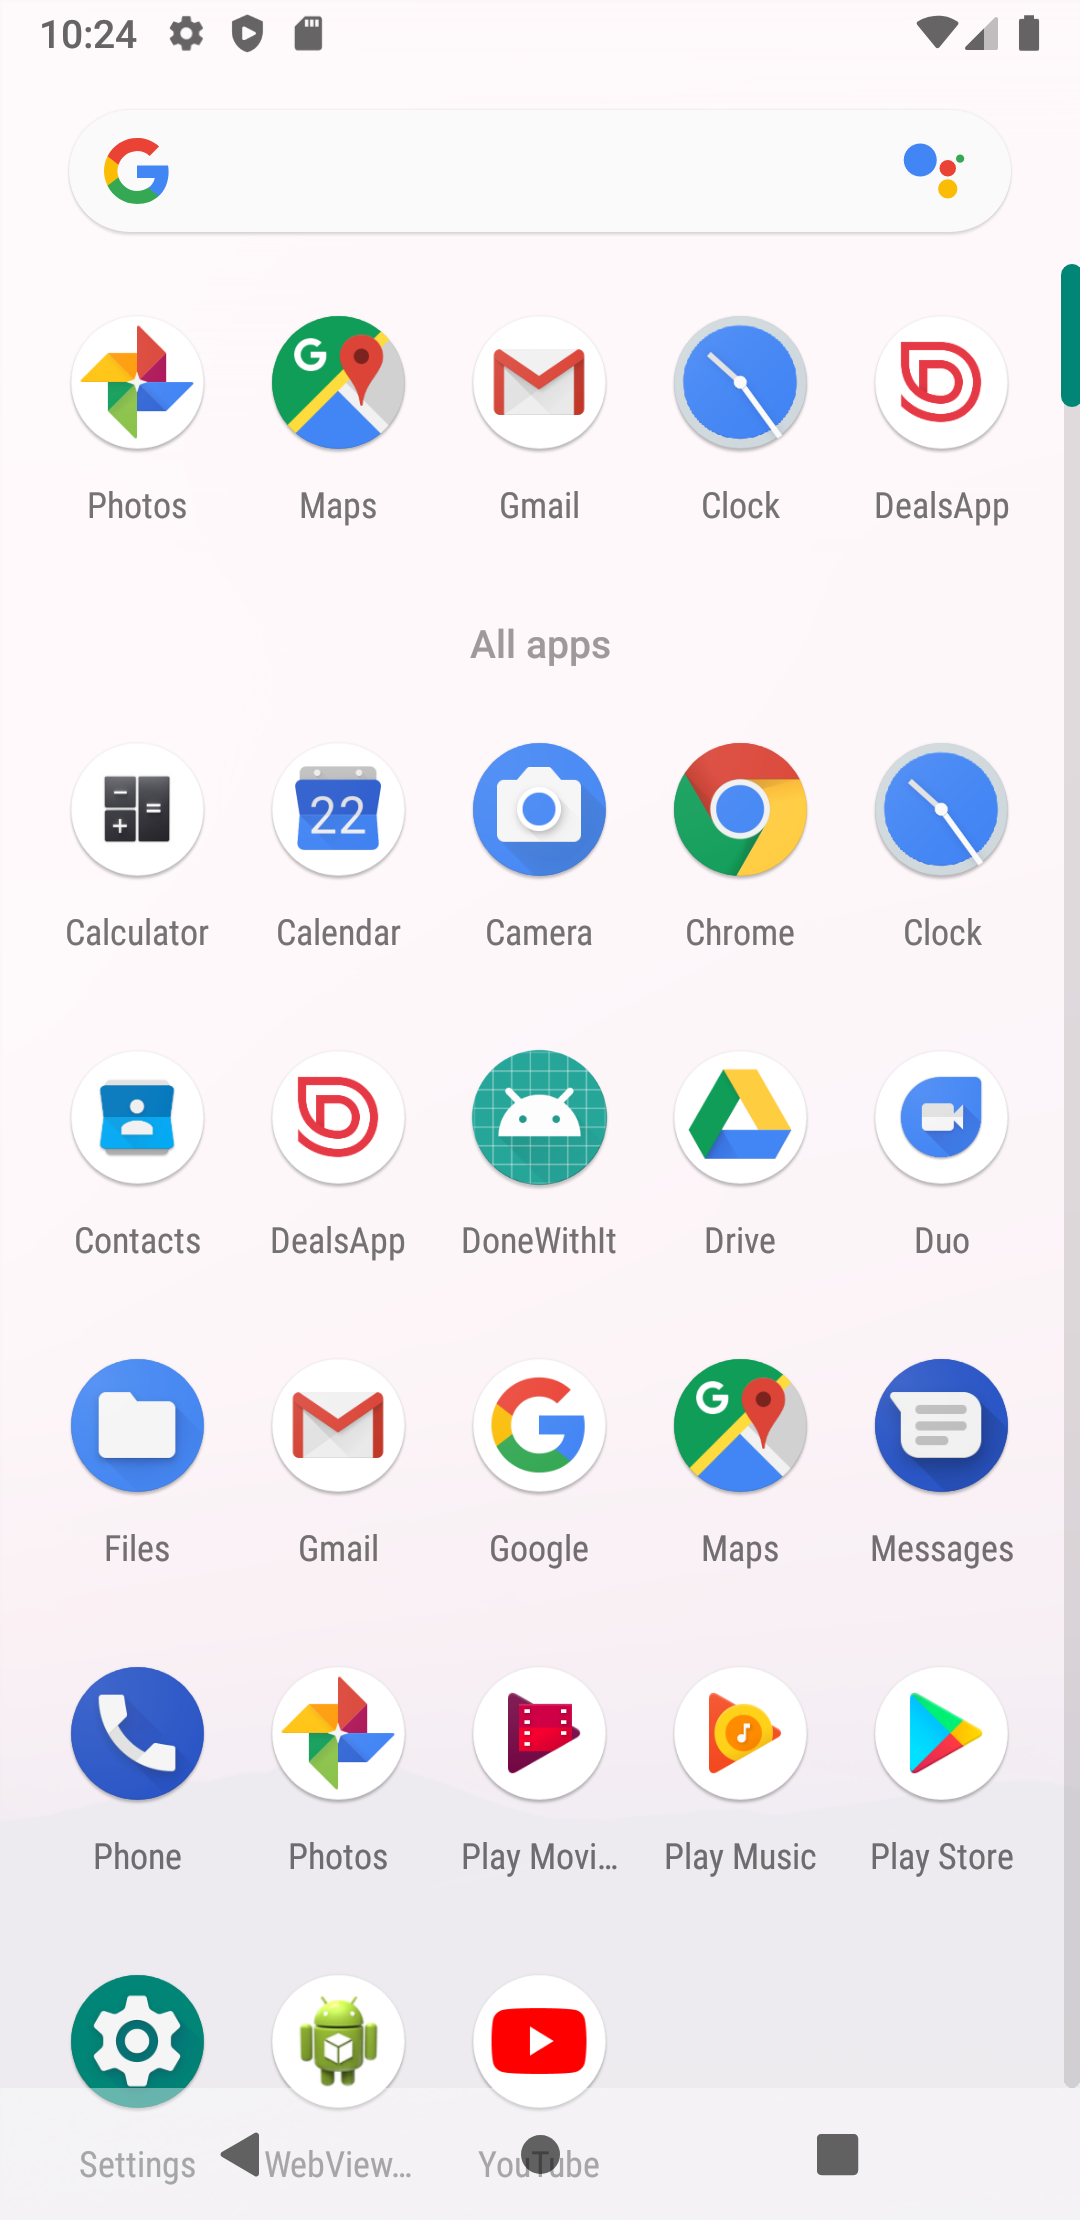 10:24
Photos Maps Gmail Clock DealsApp
All apps
22
Calculator Calendar Camera Chrome Clock
Contacts DealsApp DoneWithIt Drive Duo
Files Gmail Google Maps Messages
Phone Photos Play Movi... Play Music Play Store
Settings WebView... YouTube